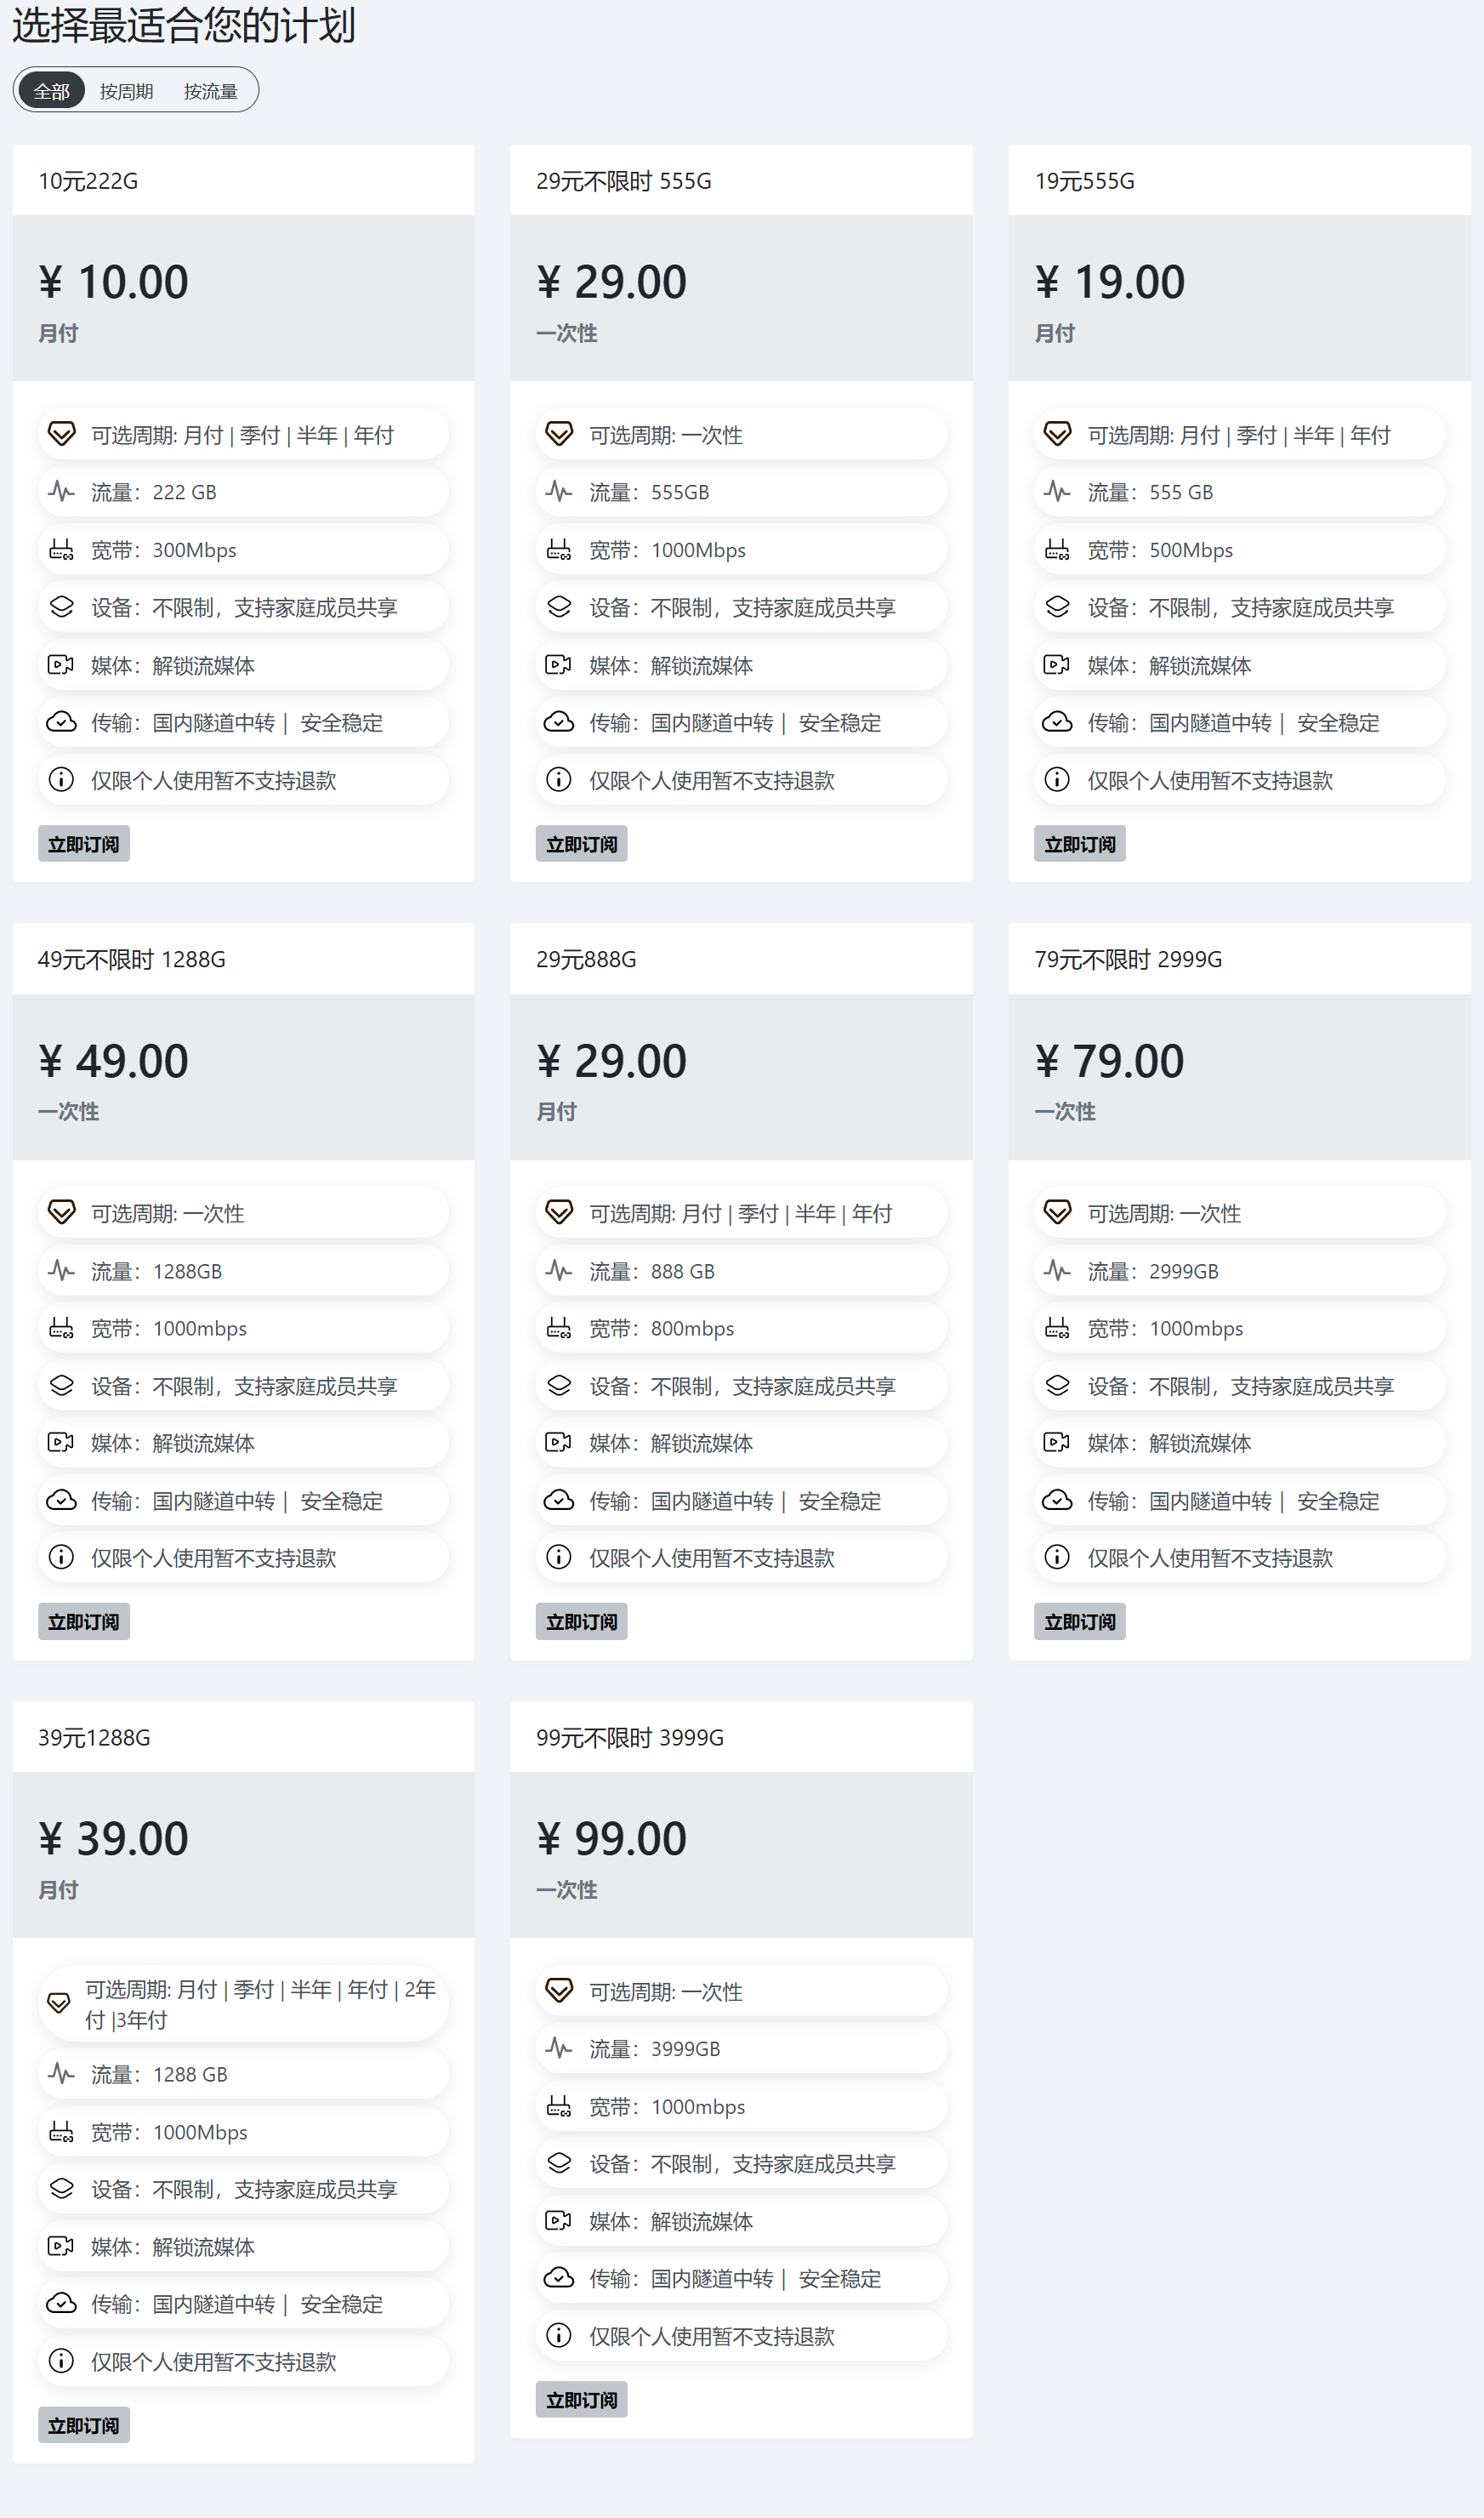 选择最适合您的计划
全部 按周期 按流量
10元222G
¥ 10.00
月付
可选周期: 月付 | 季付 | 半年 | 年付
流量：222 GB
宽带：300Mbps
设备：不限制，支持家庭成员共享
媒体：解锁流媒体
传输：国内隧道中转｜ 安全稳定
仅限个人使用暂不支持退款
立即订阅
29元不限时 555G
¥ 29.00
一次性
可选周期: 一次性
流量：555GB
宽带：1000Mbps
设备：不限制，支持家庭成员共享
媒体：解锁流媒体
传输：国内隧道中转｜ 安全稳定
仅限个人使用暂不支持退款
立即订阅
19元555G
¥ 19.00
月付
可选周期: 月付 | 季付 | 半年 | 年付
流量：555 GB
宽带：500Mbps
设备：不限制，支持家庭成员共享
媒体：解锁流媒体
传输：国内隧道中转｜ 安全稳定
仅限个人使用暂不支持退款
立即订阅
49元不限时 1288G
¥ 49.00
一次性
可选周期: 一次性
流量：1288GB
宽带：1000mbps
设备：不限制，支持家庭成员共享
媒体：解锁流媒体
传输：国内隧道中转｜ 安全稳定
仅限个人使用暂不支持退款
立即订阅
29元888G
¥ 29.00
月付
可选周期: 月付 | 季付 | 半年 | 年付
流量：888 GB
宽带：800mbps
设备：不限制，支持家庭成员共享
媒体：解锁流媒体
传输：国内隧道中转｜ 安全稳定
仅限个人使用暂不支持退款
立即订阅
79元不限时 2999G
¥ 79.00
一次性
可选周期: 一次性
流量：2999GB
宽带：1000mbps
设备：不限制，支持家庭成员共享
媒体：解锁流媒体
传输：国内隧道中转｜ 安全稳定
仅限个人使用暂不支持退款
立即订阅
39元1288G
¥ 39.00
月付
可选周期: 月付 | 季付 | 半年 | 年付 | 2年
付 |3年付
流量：1288 GB
宽带：1000Mbps
设备：不限制，支持家庭成员共享
媒体：解锁流媒体
传输：国内隧道中转｜ 安全稳定
仅限个人使用暂不支持退款
立即订阅
99元不限时 3999G
¥ 99.00
一次性
可选周期: 一次性
流量：3999GB
宽带：1000mbps
设备：不限制，支持家庭成员共享
媒体：解锁流媒体
传输：国内隧道中转｜ 安全稳定
仅限个人使用暂不支持退款
立即订阅